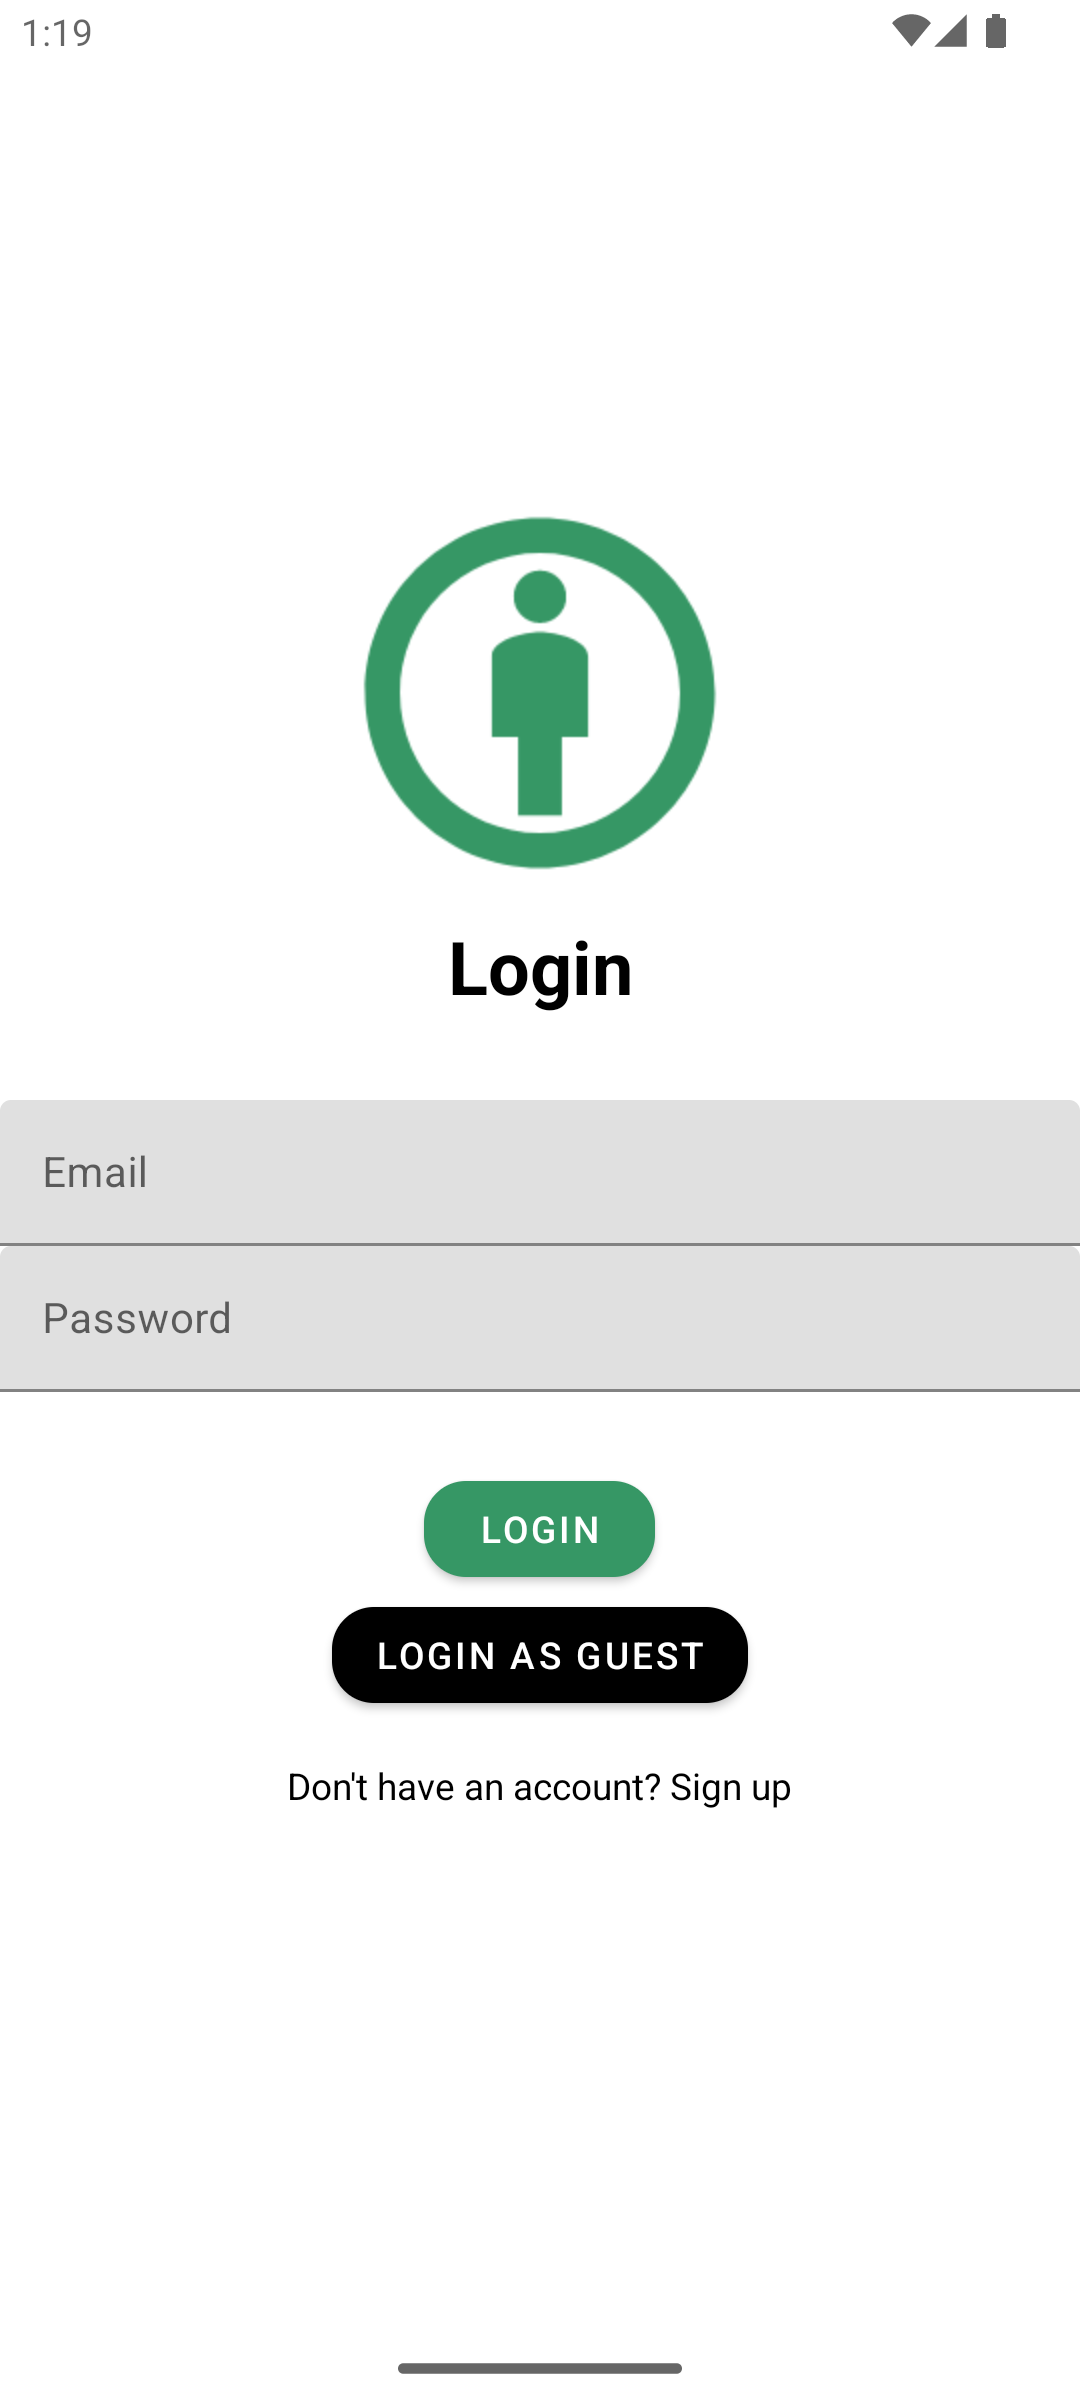 1:19
Login
Email
Password
LOGIN
LOGIN AS GUEST
Don't have an account? Sign up